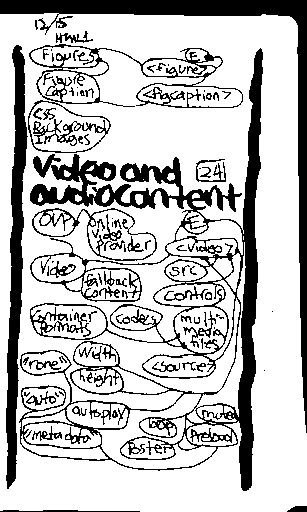 12/15
HTML
Figures E
<figure>
Figure
Caption <figcaption>
CSS
Background
Images
Video and 24
audio content
OVP online E
Video
Provider <video>
Video src
fallback
content controls
Container
formats codecs multi-
media
files
"none" width <source>
height
"auto" autoplay loop muted
"metadata" Poster Preload